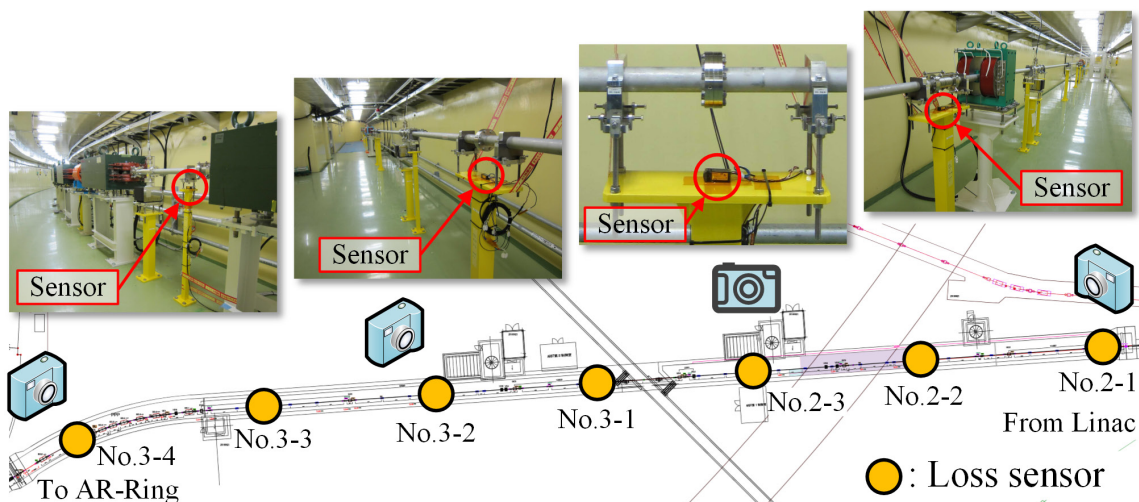 Sensor
Sensor
Sensor
Sensor
No.3-4
No.3-3
No.3-2
No.3-1
No.2-3
No.2-2
No.2-1
From Linac
To AR-Ring
: Loss sensor